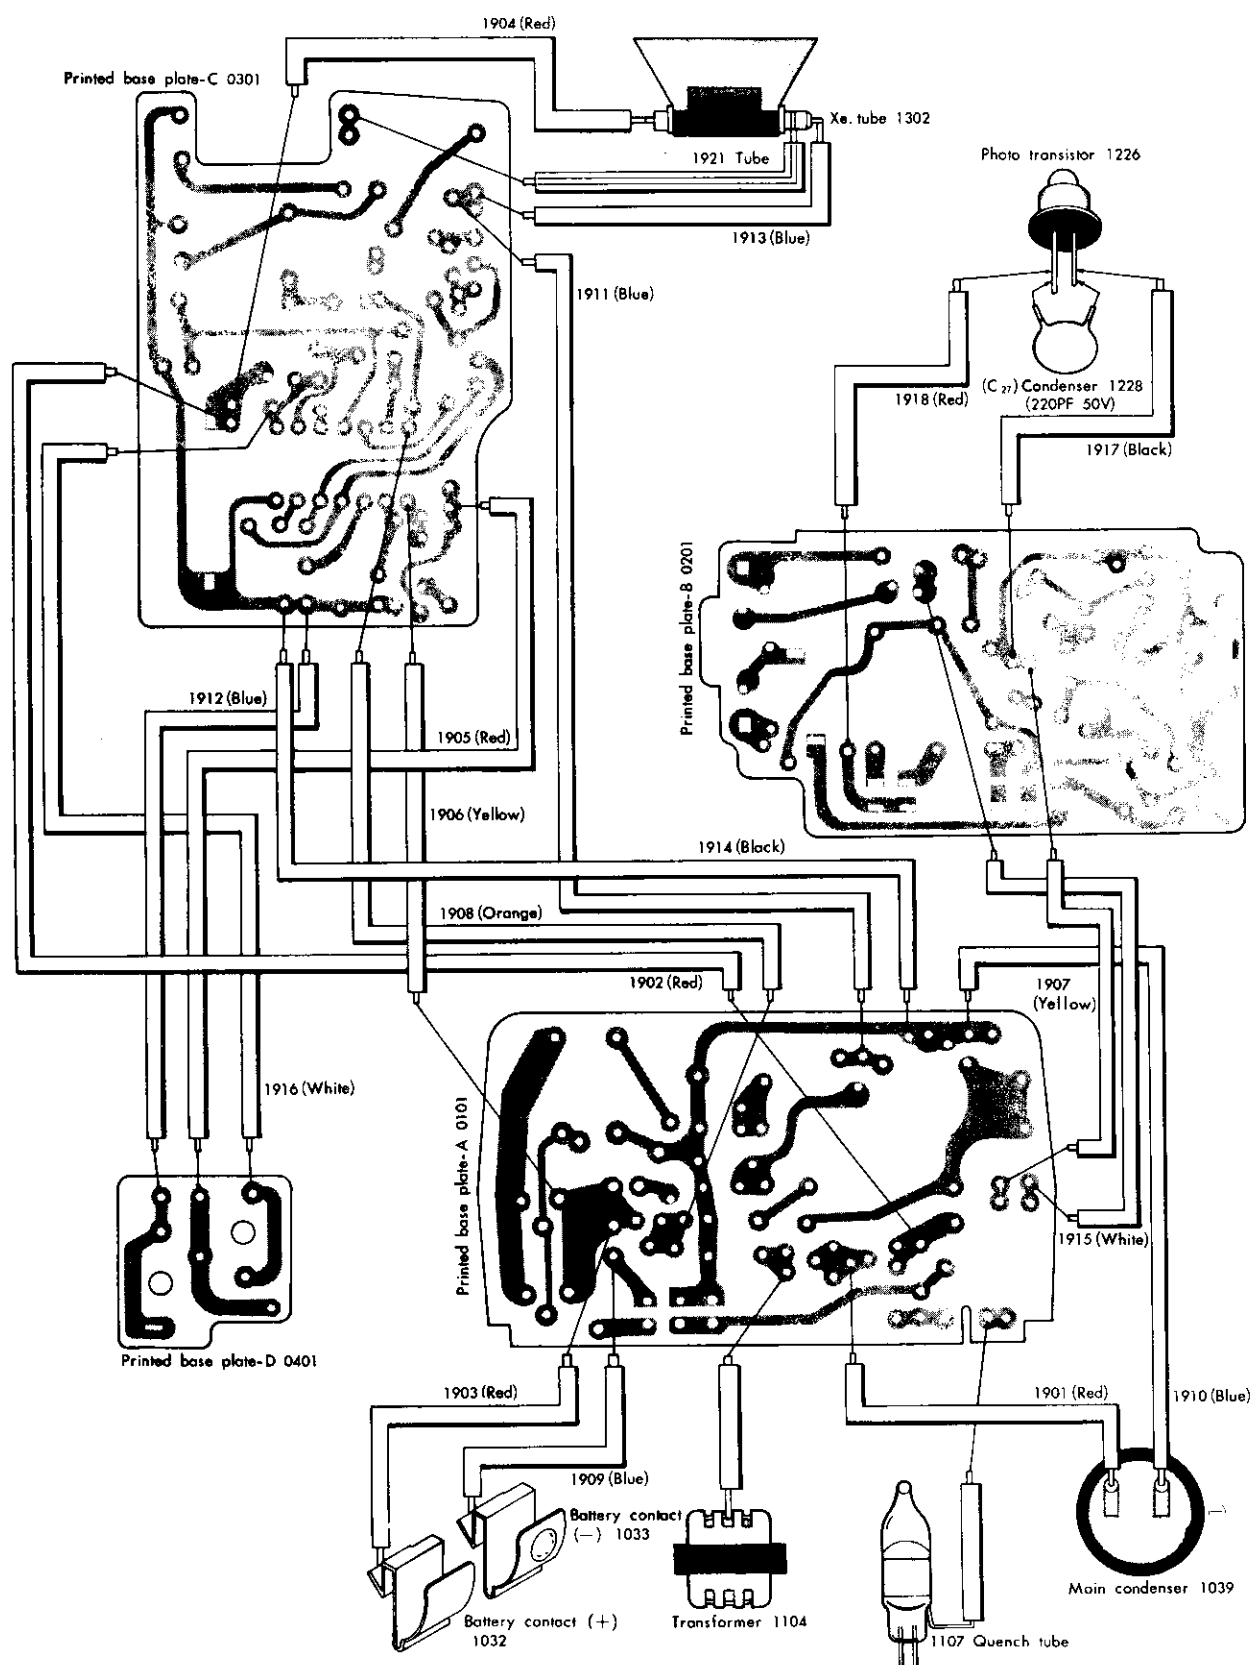 1904 (Red)
Printed base plate-C 0301
Xe. tube 1302
1921 Tube
Photo transistor 1226
1913 (Blue)
1911 (Blue)
(C 27) Condenser 1228
(220PF 50V)
1918 (Red)
1917 (Black)
Printed base plate-B 0201
1912 (Blue)
1905 (Red)
1906 (Yellow)
1914 (Black)
1908 (Orange)
1902 (Red)
1907
(Yellow)
1916 (White)
Printed base plate-A 0101
1915 (White)
Printed base plate-D 0401
1903 (Red)
1901 (Red)
1910 (Blue)
1909 (Blue)
Battery contact
(−) 1033
Main condenser 1039
Battery contact (+)
1032
Transformer 1104
1107 Quench tube